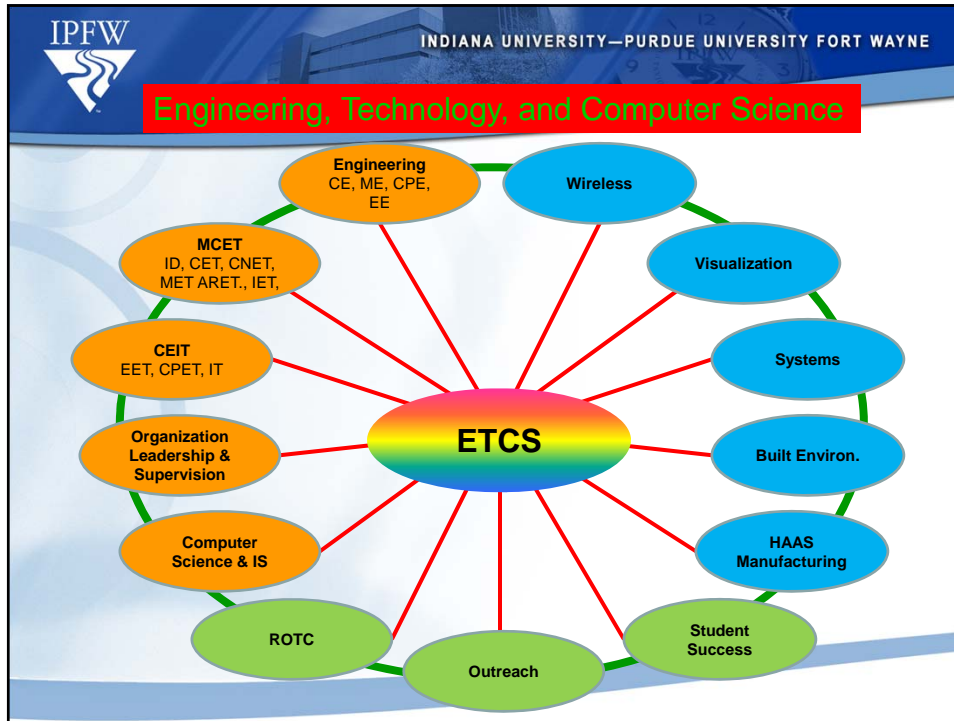 IPFW
INDIANA UNIVERSITY—PURDUE UNIVERSITY FORT WAYNE
Engineering, Technology, and Computer Science
Engineering
CE, ME, CPE,
EE
Wireless
MCET
ID, CET, CNET,
MET ARET., IET,
Visualization
CEIT
EET, CPET, IT
Systems
ETCS
Organization
Leadership &
Supervision
Built Environ.
Computer
Science & IS
HAAS
Manufacturing
ROTC
Outreach
Student
Success